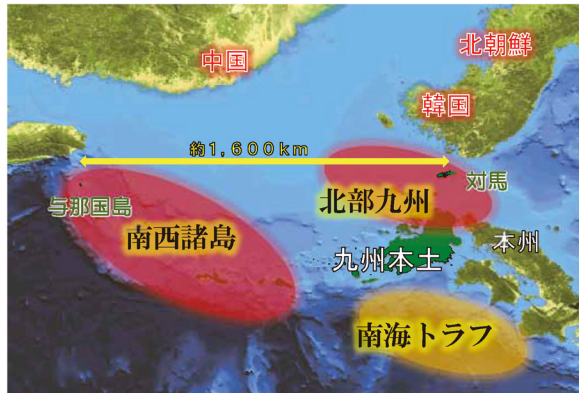 北朝鮮
中国
韓国
約1,600km
対馬
与那国島
北部九州
南西諸島
本州
九州本土
南海トラフ